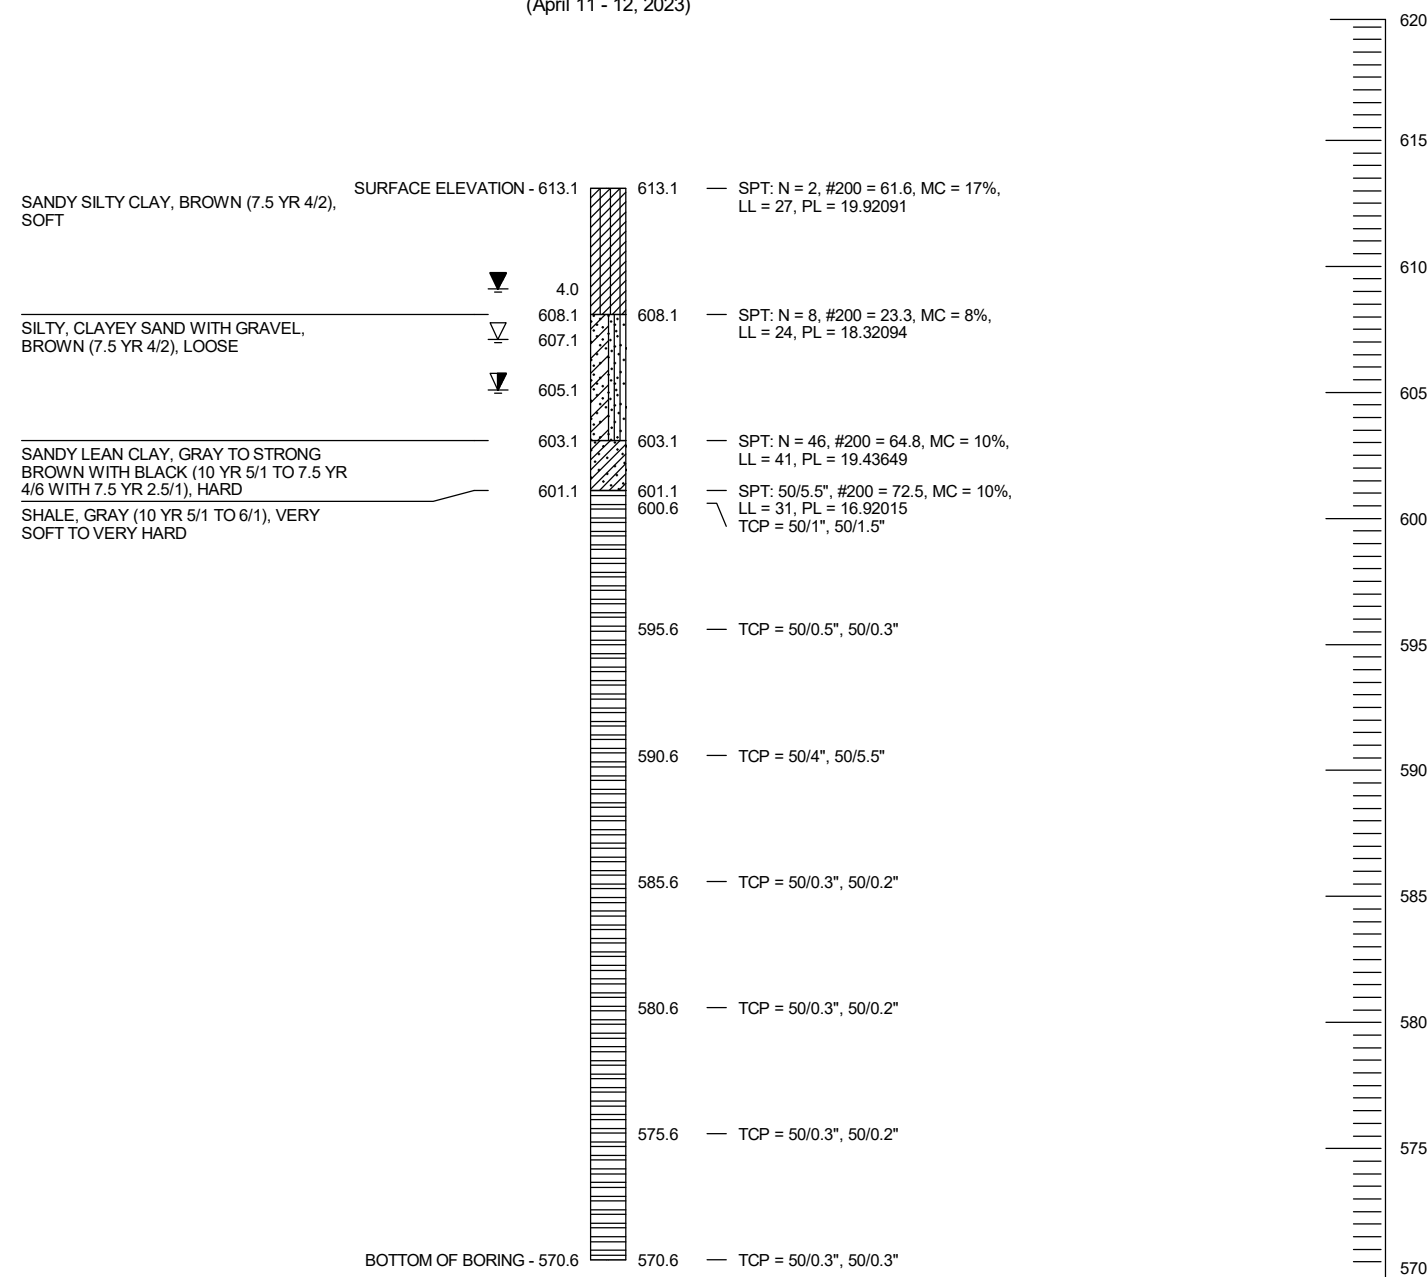 (April 11 - 12, 2023)
620
615
SURFACE ELEVATION - 613.1
613.1
SPT: N = 2, #200 = 61.6, MC = 17%,
LL = 27, PL = 19.92091
SANDY SILTY CLAY, BROWN (7.5 YR 4/2),
SOFT
610
4.0
608.1
608.1
SPT: N = 8, #200 = 23.3, MC = 8%,
LL = 24, PL = 18.32094
SILTY, CLAYEY SAND WITH GRAVEL,
BROWN (7.5 YR 4/2), LOOSE
607.1
605.1
605
603.1
603.1
SPT: N = 46, #200 = 64.8, MC = 10%,
LL = 41, PL = 19.43649
SANDY LEAN CLAY, GRAY TO STRONG
BROWN WITH BLACK (10 YR 5/1 TO 7.5 YR
4/6 WITH 7.5 YR 2.5/1), HARD
601.1
601.1
SPT: 50/5.5", #200 = 72.5, MC = 10%,
LL = 31, PL = 16.92015
600.6
TCP = 50/1", 50/1.5"
SHALE, GRAY (10 YR 5/1 TO 6/1), VERY
SOFT TO VERY HARD
600
595.6
TCP = 50/0.5", 50/0.3"
595
590.6
TCP = 50/4", 50/5.5"
590
585.6
TCP = 50/0.3", 50/0.2"
585
580.6
TCP = 50/0.3", 50/0.2"
580
575.6
TCP = 50/0.3", 50/0.2"
575
BOTTOM OF BORING - 570.6
570.6
TCP = 50/0.3", 50/0.3"
570